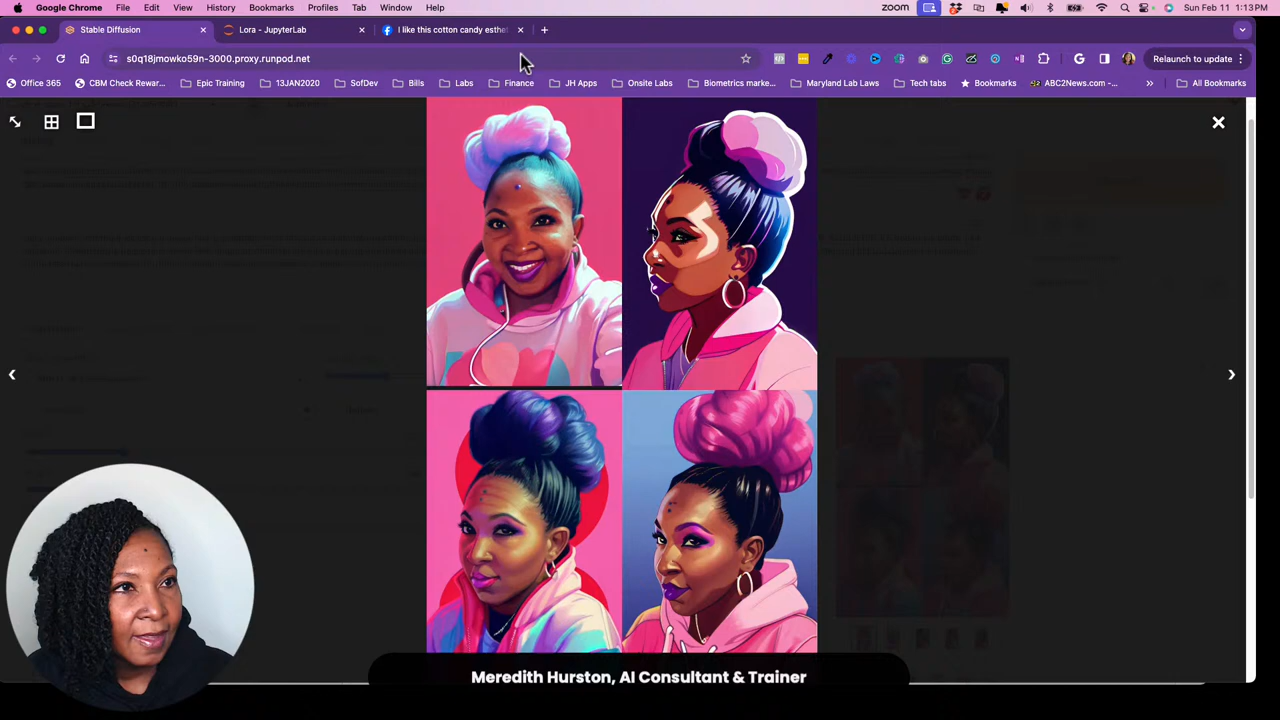 Google Chrome File Edit View History Bookmarks Profiles Tab Window Help zoom Sun Feb 11 1:13 PM
Stable Diffusion Lora - JupyterLab I like this cotton candy esthet
s0q18jmowko59n-3000.proxy.runpod.net Relaunch to update
Office 365 CBM Check Rewar... Epic Training 13JAN2020 SofDev Bills Labs Finance JH Apps Onsite Labs Biometrics marke... Maryland Lab Laws Tech tabs Bookmarks ABC2News.com -... All Bookmarks
Meredith Hurston, AI Consultant & Trainer